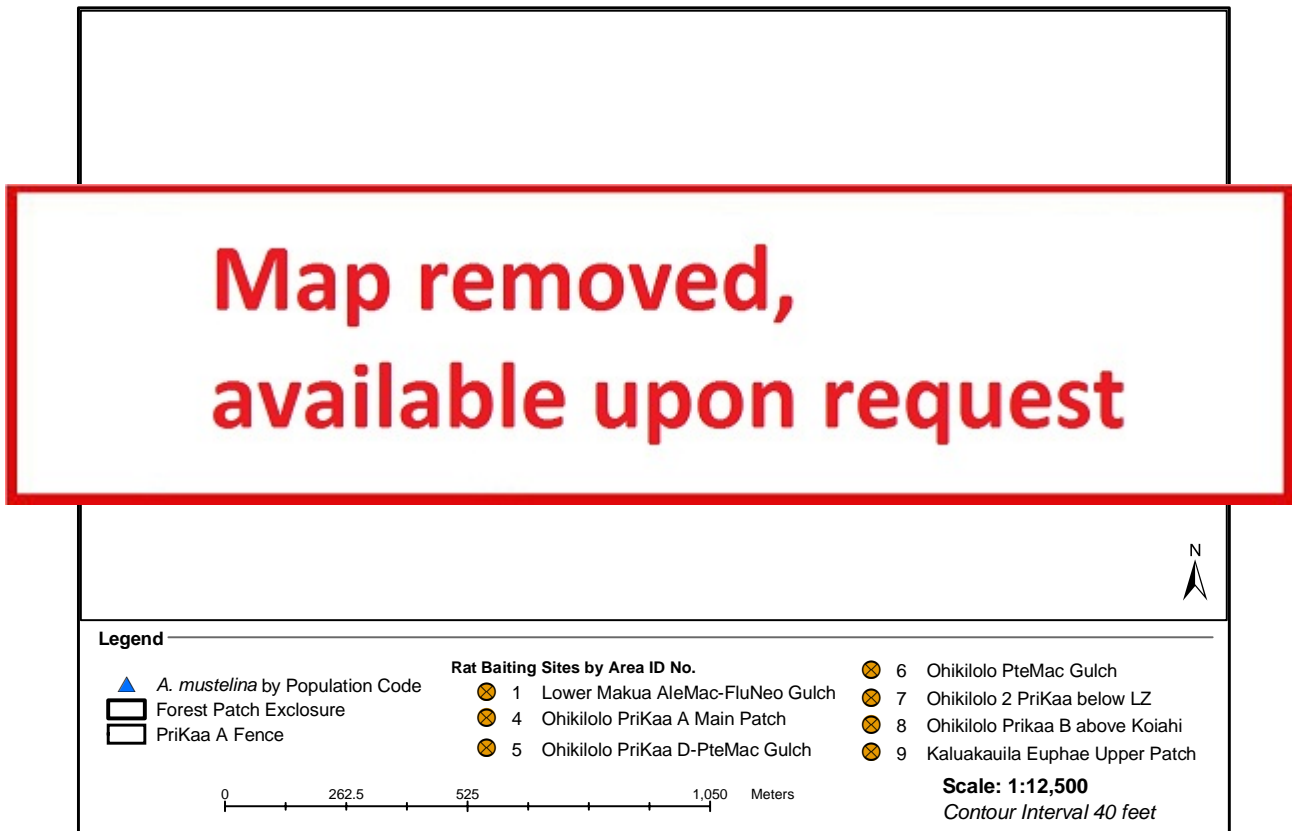 Map removed,
available upon request
N
Legend
A. mustelina by Population Code
Forest Patch Exclosure
PriKaa A Fence
Rat Baiting Sites by Area ID No.
1 Lower Makua AleMac-FluNeo Gulch
4 Ohikilolo PriKaa A Main Patch
5 Ohikilolo PriKaa D-PteMac Gulch
6 Ohikilolo PteMac Gulch
7 Ohikilolo 2 PriKaa below LZ
8 Ohikilolo Prikaa B above Koiahi
9 Kaluakauila Euphae Upper Patch
0 262.5 525 1,050 Meters
Scale: 1:12,500
Contour Interval 40 feet